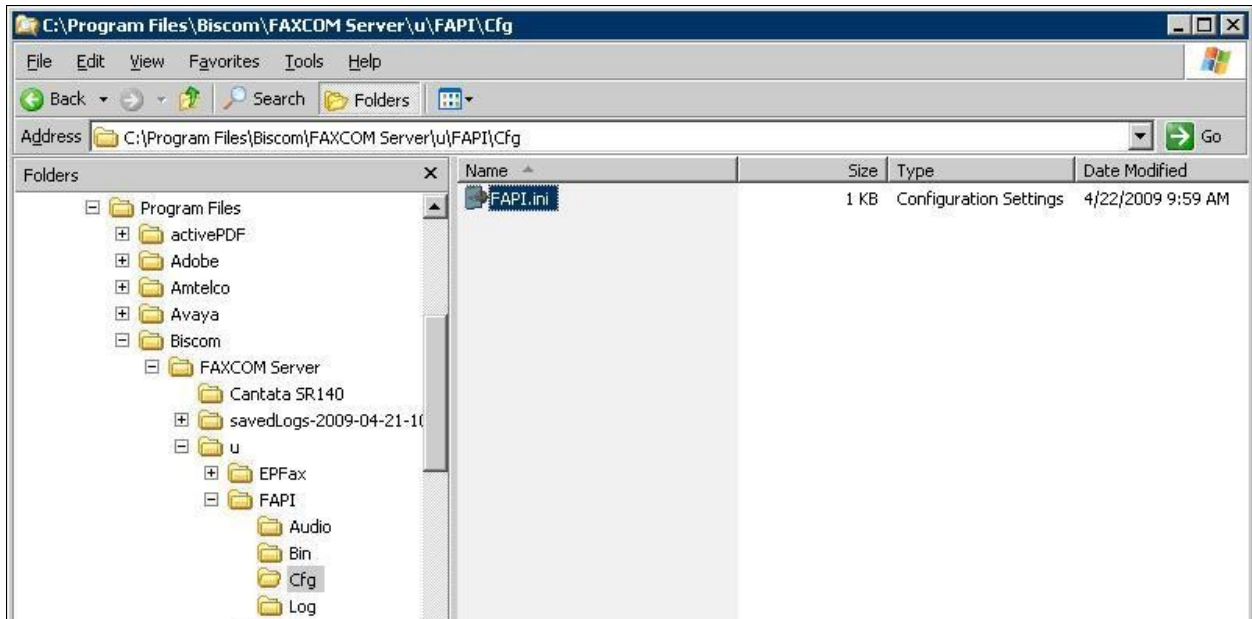 C:\Program Files\Biscom\FAXCOM Server\u\FAPI\Cfg
File Edit View Favorites Tools Help
Back Search Folders
Address C:\Program Files\Biscom\FAXCOM Server\u\FAPI\Cfg Go
Folders x Name Size Type Date Modified
FAPI.ini 1 KB Configuration Settings 4/22/2009 9:59 AM
Program Files
activePDF
Adobe
Amtelco
Avaya
Biscom
FAXCOM Server
Cantata SR140
savedLogs-2009-04-21-10
u
EPFax
FAPI
Audio
Bin
Cfg
Log